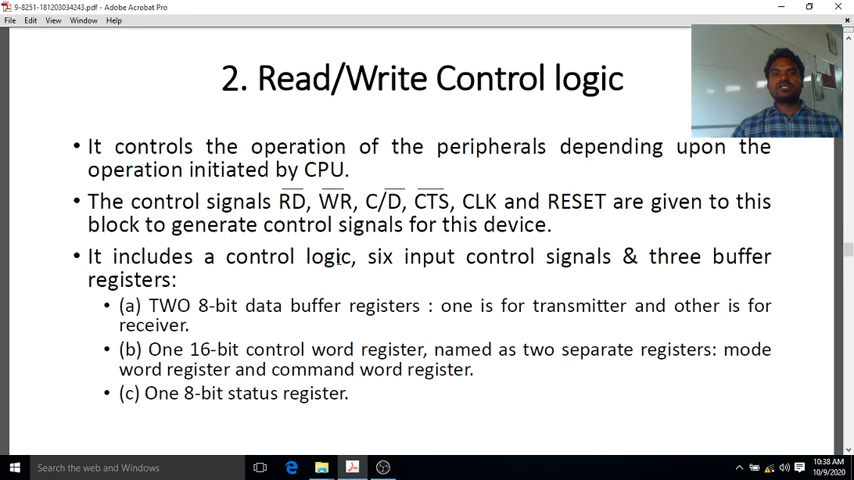 9-8251-181203034243.pdf - Adobe Acrobat Pro
File Edit View Window Help
2. Read/Write Control logic
• It controls the operation of the peripherals depending upon the
operation initiated by CPU.
• The control signals R̅D̅, W̅R̅, C/D̅, C̅T̅S̅, CLK and RESET are given to this
block to generate control signals for this device.
• It includes a control logic, six input control signals & three buffer
registers:
• (a) TWO 8-bit data buffer registers : one is for transmitter and other is for
receiver.
• (b) One 16-bit control word register, named as two separate registers: mode
word register and command word register.
• (c) One 8-bit status register.
Search the web and Windows
10:38 AM
10/9/2020